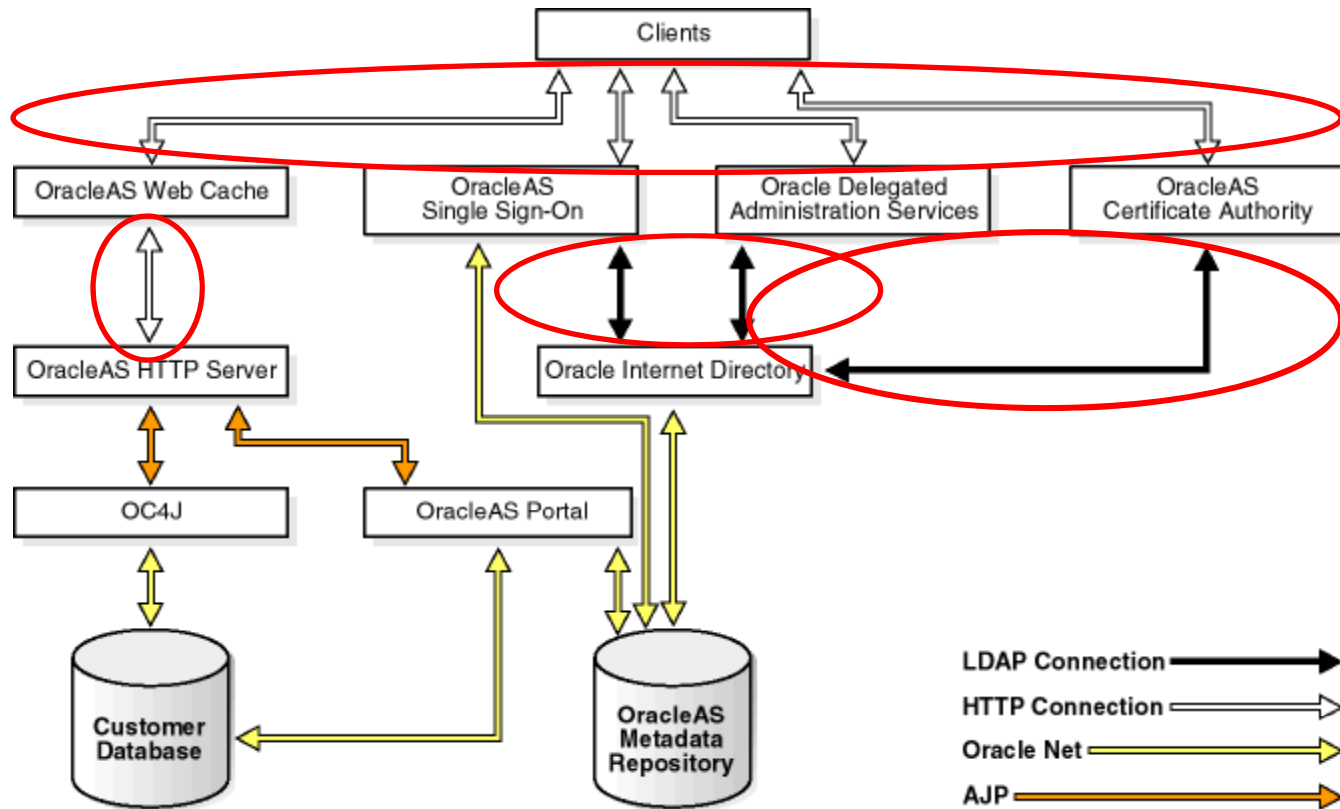 Clients
OracleAS Web Cache
OracleAS
Single Sign-On
Oracle Delegated
Administration Services
OracleAS
Certificate Authority
OracleAS HTTP Server
Oracle Internet Directory
OC4J
OracleAS Portal
Customer
Database
OracleAS
Metadata
Repository
LDAP Connection
HTTP Connection
Oracle Net
AJP